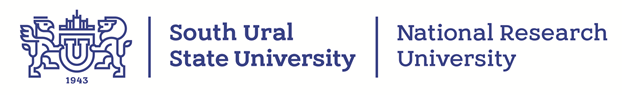 South Ural
State University
National Research
University
U
1943